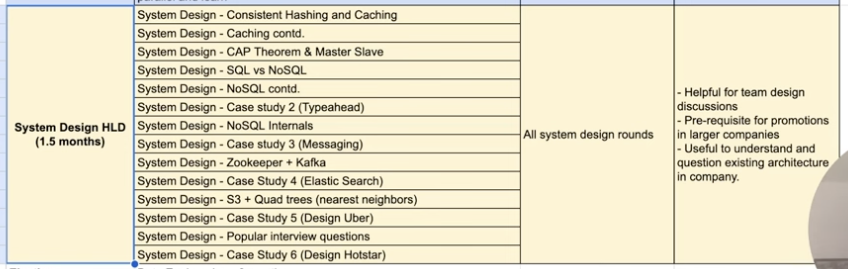 System Design HLD
(1.5 months)
System Design - Consistent Hashing and Caching
System Design - Caching contd.
System Design - CAP Theorem & Master Slave
System Design - SQL vs NoSQL
System Design - NoSQL contd.
System Design - Case study 2 (Typeahead)
System Design - NoSQL Internals
System Design - Case study 3 (Messaging)
System Design - Zookeeper + Kafka
System Design - Case Study 4 (Elastic Search)
System Design - S3 + Quad trees (nearest neighbors)
System Design - Case Study 5 (Design Uber)
System Design - Popular interview questions
System Design - Case Study 6 (Design Hotstar)
All system design rounds
- Helpful for team design
discussions
- Pre-requisite for promotions
in larger companies
- Useful to understand and
question existing architecture
in company.